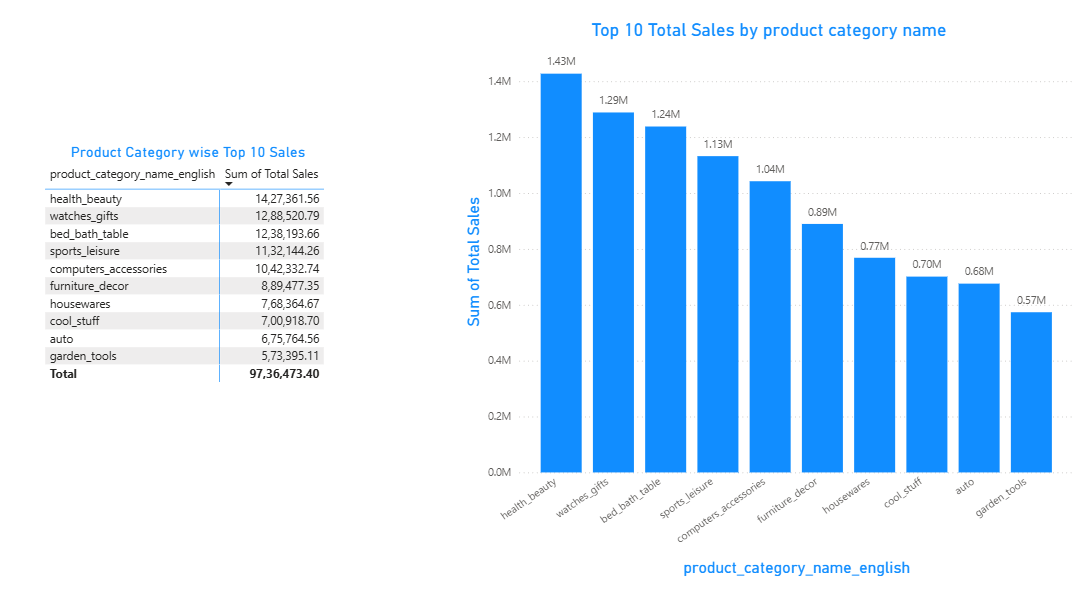 Product Category wise Top 10 Sales
product_category_name_english Sum of Total Sales
health_beauty 14,27,361.56
watches_gifts 12,88,520.79
bed_bath_table 12,38,193.66
sports_leisure 11,32,144.26
computers_accessories 10,42,332.74
furniture_decor 8,89,477.35
housewares 7,68,364.67
cool_stuff 7,00,918.70
auto 6,75,764.56
garden_tools 5,73,395.11
Total 97,36,473.40
Top 10 Total Sales by product category name
Sum of Total Sales
1.4M
1.2M
1.0M
0.8M
0.6M
0.4M
0.2M
0.0M
1.43M
1.29M
1.24M
1.13M
1.04M
0.89M
0.77M
0.70M
0.68M
0.57M
health_beauty
watches_gifts
bed_bath_table
sports_leisure
computers_accessories
furniture_decor
housewares
cool_stuff
auto
garden_tools
product_category_name_english